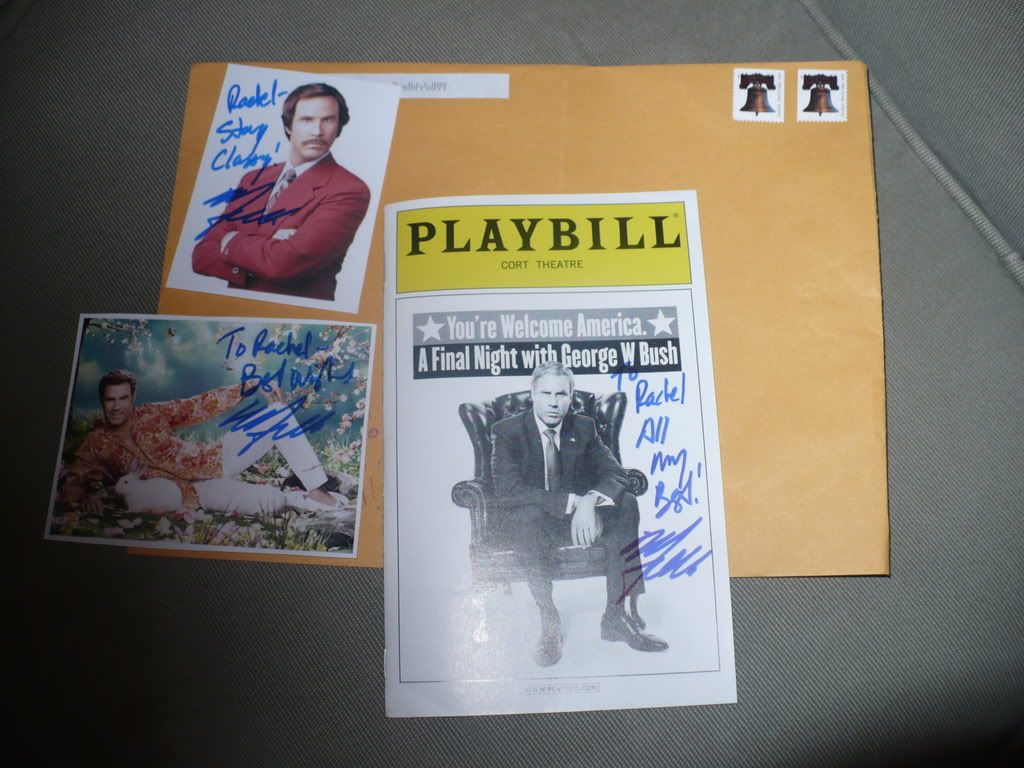 Rachel-
Stay
Classy!
To Rachel-
Best wishes
PLAYBILL®
CORT THEATRE
You're Welcome America.
A Final Night with George W Bush
To
Rachel
All
my
Best!
WWW.PLAYBILL.COM